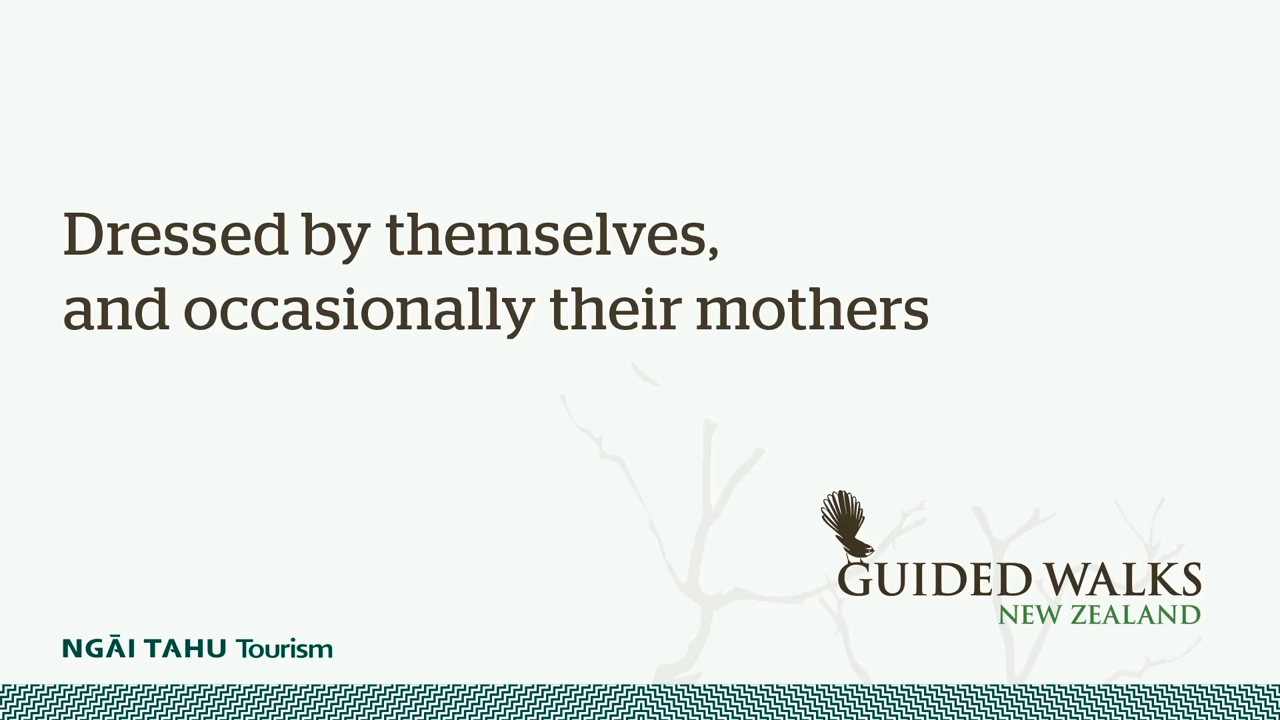 Dressed by themselves,
and occasionally their mothers
GUIDED WALKS
NEW ZEALAND
NGĀI TAHU Tourism